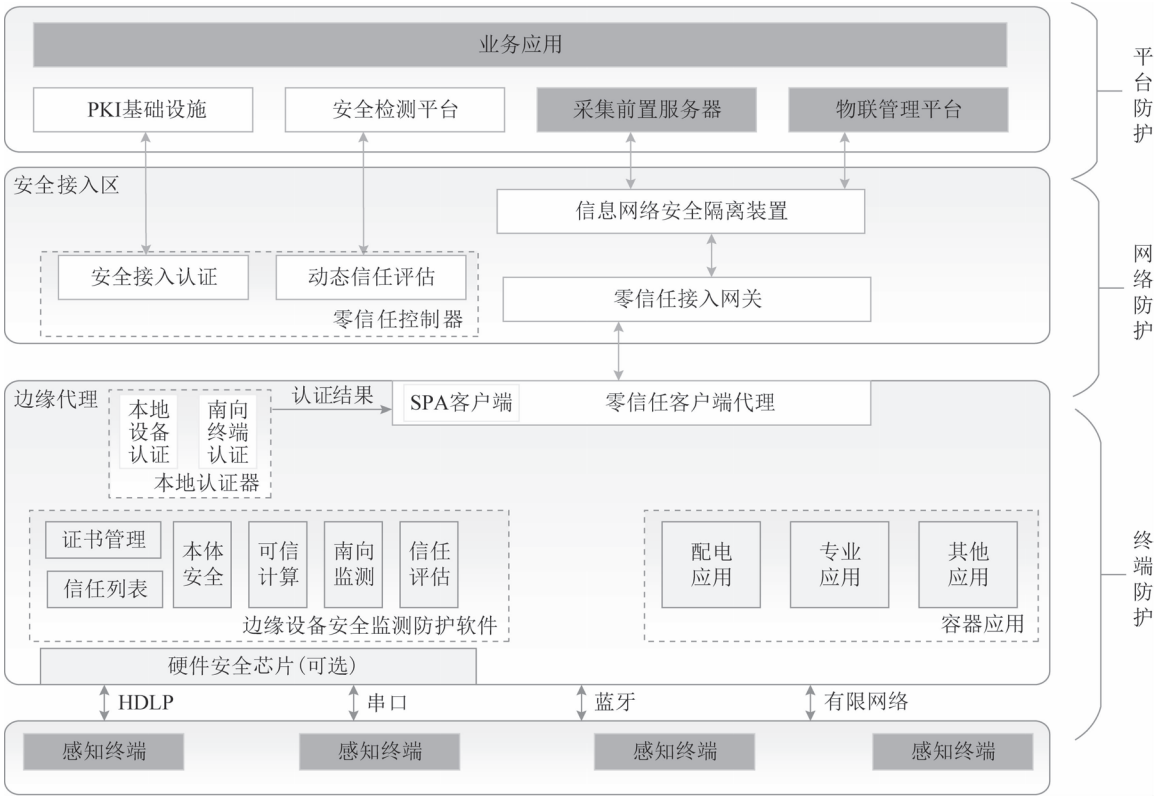 业务应用
PKI基础设施
安全检测平台
采集前置服务器
物联管理平台
平台防护
安全接入区
信息网络安全隔离装置
安全接入认证
动态信任评估
零信任接入网关
零信任控制器
网络防护
边缘代理
本地
设备
认证
南向
终端
认证
本地认证器
认证结果
SPA客户端
零信任客户端代理
证书管理
信任列表
本体
安全
可信
计算
南向
监测
信任
评估
边缘设备安全监测防护软件
配电
应用
专业
应用
其他
应用
容器应用
终端防护
硬件安全芯片(可选)
HDLP
串口
蓝牙
有限网络
感知终端
感知终端
感知终端
感知终端